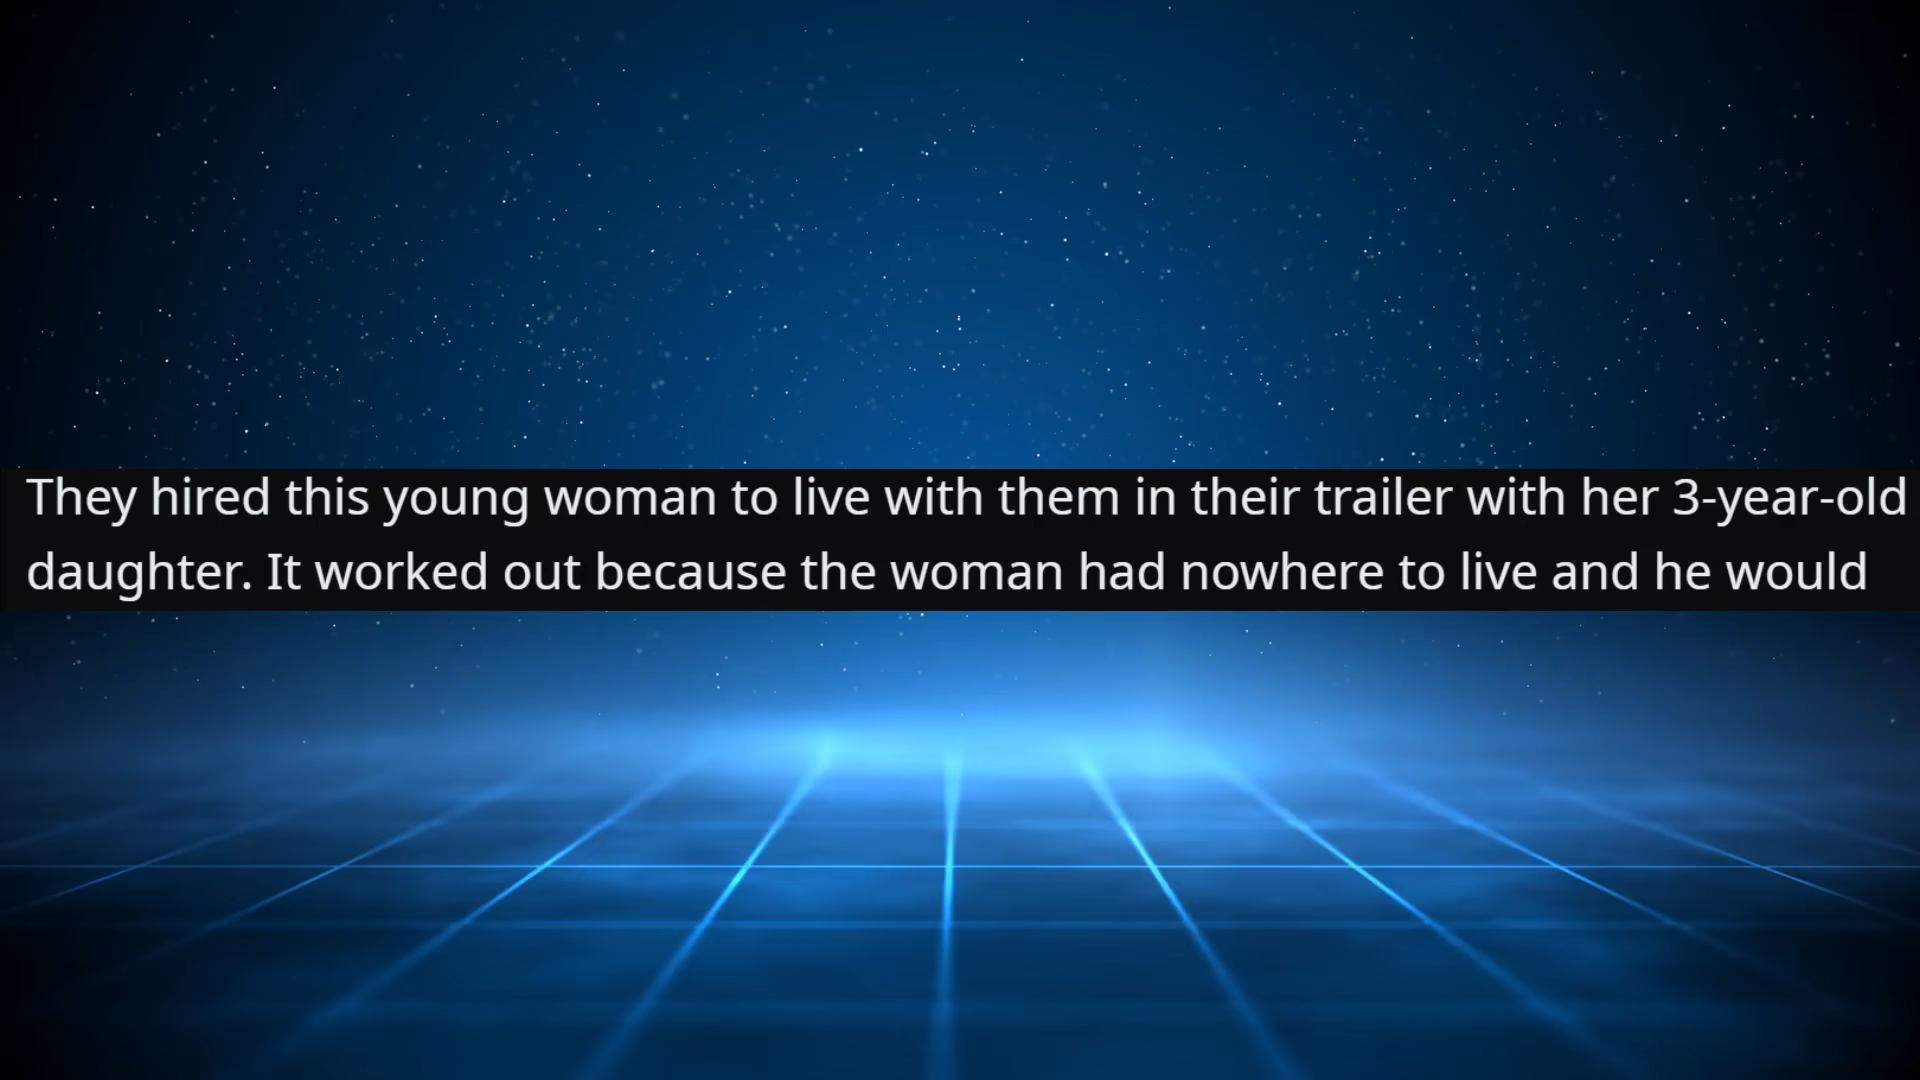 They hired this young woman to live with them in their trailer with her 3-year-old
daughter. It worked out because the woman had nowhere to live and he would